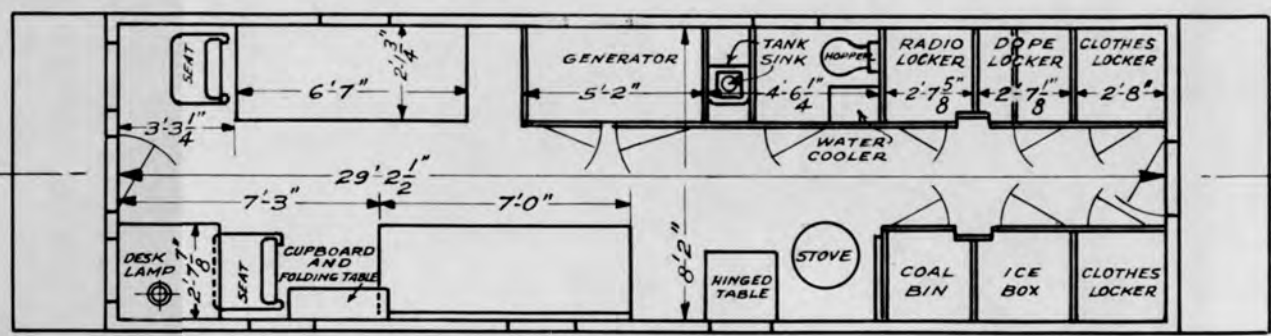 SEAT
6'-7"
2'-1 3/4"
3'-3 1/4"
GENERATOR
5'-2"
TANK
SINK
HOPPER
4'-6 1/4"
WATER
COOLER
RADIO
LOCKER
2'-7 5/8"
DOPE
LOCKER
2'-7 1/8"
CLOTHES
LOCKER
2'-8"
29'2 1/2"
7'-3"
7'-0"
8'-2"
DESK
LAMP
2'-7 7/8"
SEAT
CUPBOARD
AND
FOLDING TABLE
HINGED
TABLE
STOVE
COAL
BIN
ICE
BOX
CLOTHES
LOCKER